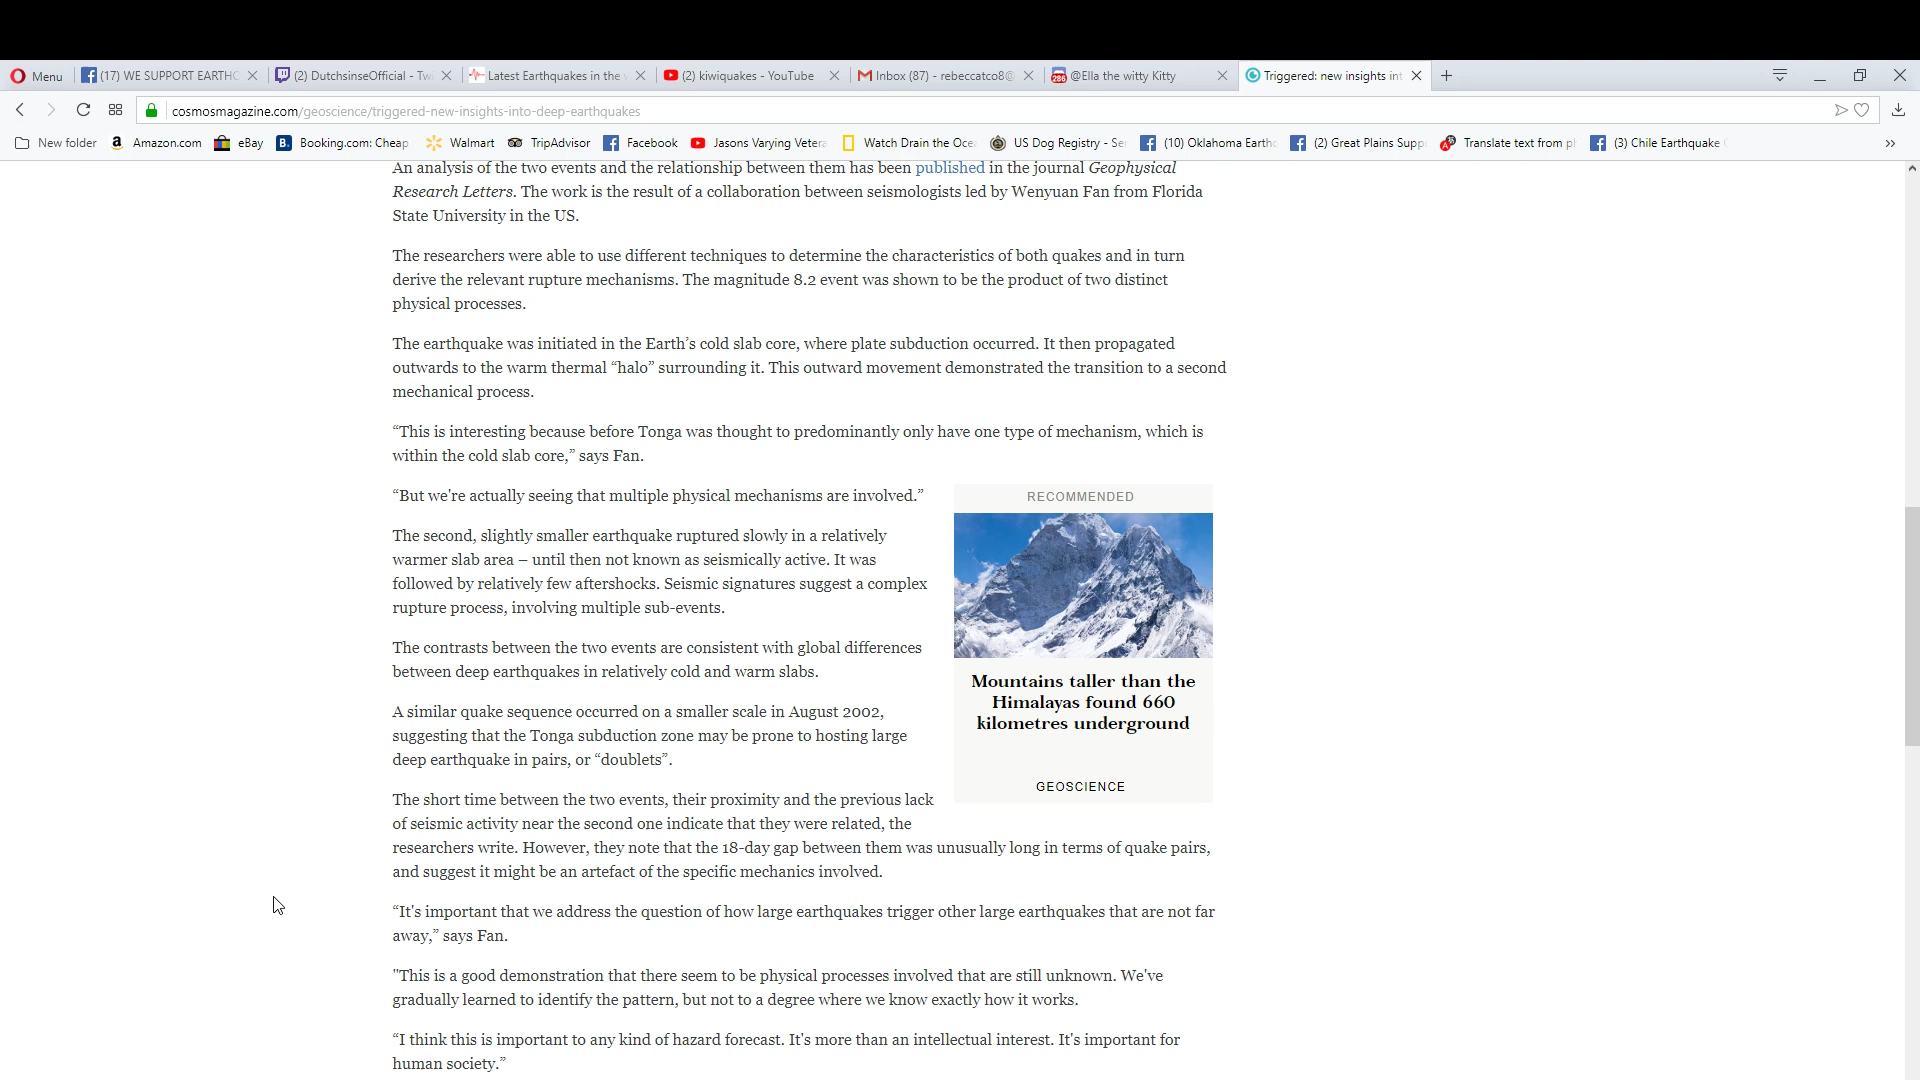 Menu
(17) WE SUPPORT EARTHC
(2) DutchsinseOfficial - Tw
Latest Earthquakes in the
(2) kiwiquakes - YouTube
Inbox (87) - rebeccatco8@
@Ella the witty Kitty
Triggered: new insights int
cosmosmagazine.com/geoscience/triggered-new-insights-into-deep-earthquakes
New folder
Amazon.com
eBay
Booking.com: Cheap
Walmart
TripAdvisor
Facebook
Jasons Varying Vetera
Watch Drain the Oce
US Dog Registry - Se
(10) Oklahoma Earth
(2) Great Plains Supp
Translate text from p
(3) Chile Earthquake
An analysis of the two events and the relationship between them has been published in the journal Geophysical
Research Letters. The work is the result of a collaboration between seismologists led by Wenyuan Fan from Florida
State University in the US.
The researchers were able to use different techniques to determine the characteristics of both quakes and in turn
derive the relevant rupture mechanisms. The magnitude 8.2 event was shown to be the product of two distinct
physical processes.
The earthquake was initiated in the Earth’s cold slab core, where plate subduction occurred. It then propagated
outwards to the warm thermal “halo” surrounding it. This outward movement demonstrated the transition to a second
mechanical process.
“This is interesting because before Tonga was thought to predominantly only have one type of mechanism, which is
within the cold slab core,” says Fan.
“But we're actually seeing that multiple physical mechanisms are involved.”
The second, slightly smaller earthquake ruptured slowly in a relatively
warmer slab area – until then not known as seismically active. It was
followed by relatively few aftershocks. Seismic signatures suggest a complex
rupture process, involving multiple sub-events.
The contrasts between the two events are consistent with global differences
between deep earthquakes in relatively cold and warm slabs.
A similar quake sequence occurred on a smaller scale in August 2002,
suggesting that the Tonga subduction zone may be prone to hosting large
deep earthquake in pairs, or “doublets”.
RECOMMENDED
Mountains taller than the
Himalayas found 660
kilometres underground
GEOSCIENCE
The short time between the two events, their proximity and the previous lack
of seismic activity near the second one indicate that they were related, the
researchers write. However, they note that the 18-day gap between them was unusually long in terms of quake pairs,
and suggest it might be an artefact of the specific mechanics involved.
“It's important that we address the question of how large earthquakes trigger other large earthquakes that are not far
away,” says Fan.
"This is a good demonstration that there seem to be physical processes involved that are still unknown. We've
gradually learned to identify the pattern, but not to a degree where we know exactly how it works.
“I think this is important to any kind of hazard forecast. It's more than an intellectual interest. It's important for
human society.”